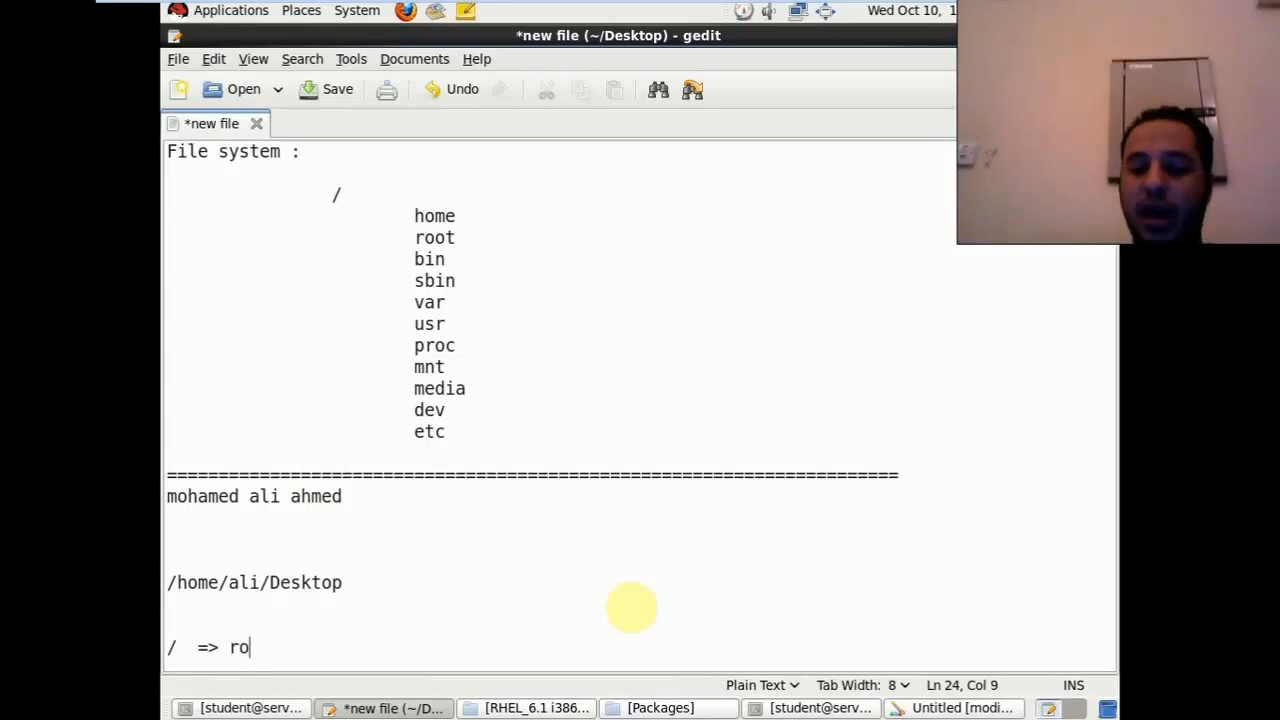 Applications Places System Wed Oct 10, 1
*new file (~/Desktop) - gedit
File Edit View Search Tools Documents Help
Open Save Undo
*new file
File system :
/
home
root
bin
sbin
var
usr
proc
mnt
media
dev
etc
=======================================================================
mohamed ali ahmed
/home/ali/Desktop
/ => ro
Plain Text Tab Width: 8 Ln 24, Col 9 INS
[student@serv... *new file (~/D... [RHEL_6.1 i386... [Packages] [student@serv... Untitled [modi...